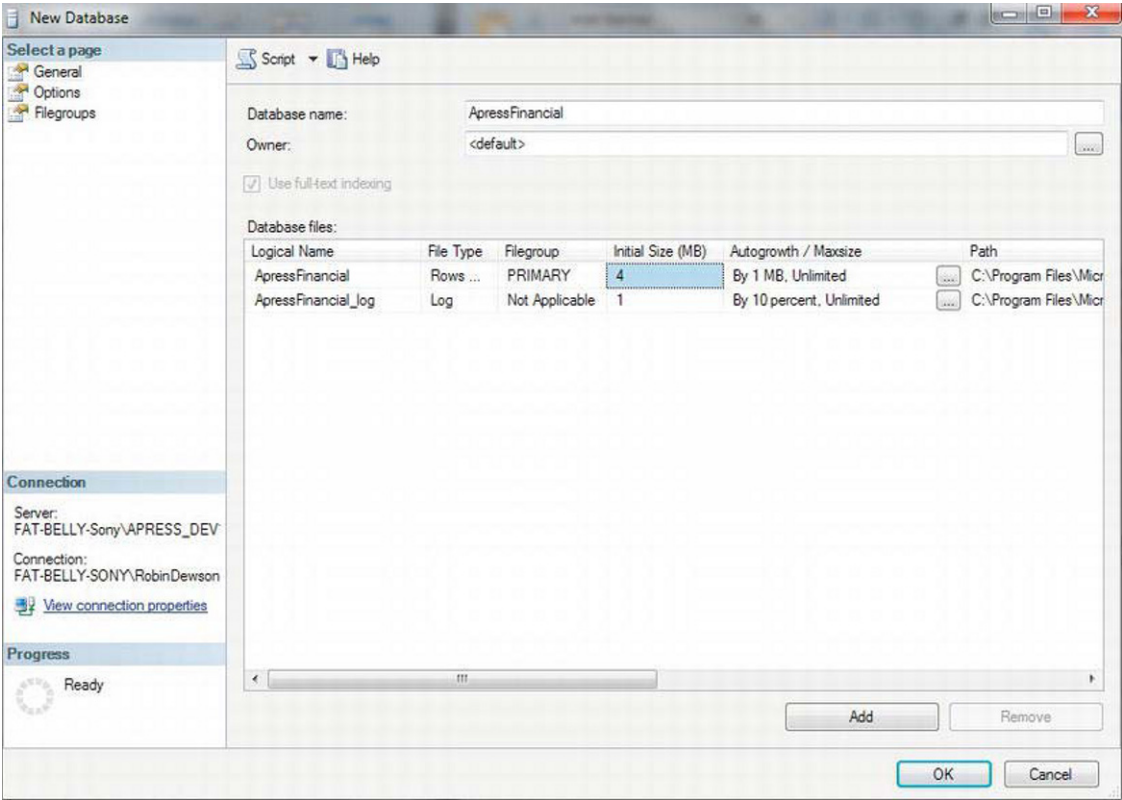 New Database
Select a page
General
Options
Filegroups
Script Help
Database name: ApressFinancial
Owner: <default> ...
Use full-text indexing
Database files:
Logical Name File Type Filegroup Initial Size (MB) Autogrowth / Maxsize Path
ApressFinancial Rows ... PRIMARY 4 By 1 MB, Unlimited ... C:\Program Files\Micr
ApressFinancial_log Log Not Applicable 1 By 10 percent, Unlimited ... C:\Program Files\Micr
Connection
Server:
FAT-BELLY-Sony\APRESS_DEV
Connection:
FAT-BELLY-SONY\RobinDewson
View connection properties
Progress
Ready
Add Remove
OK Cancel